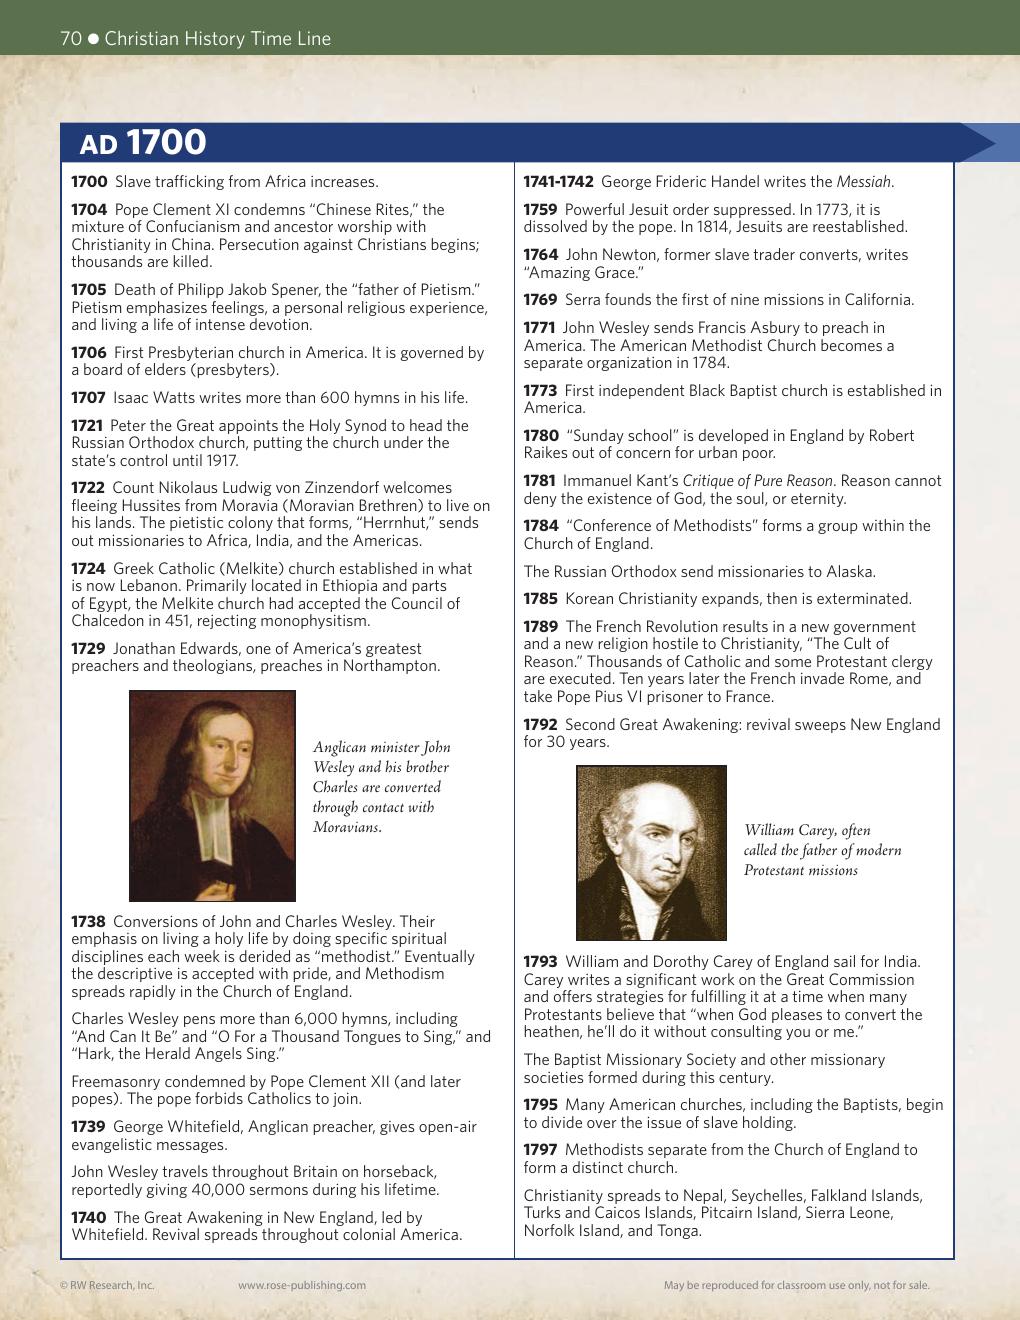 70 ● Christian History Time Line
AD 1700
1700 Slave trafficking from Africa increases.
1704 Pope Clement XI condemns “Chinese Rites,” the
mixture of Confucianism and ancestor worship with
Christianity in China. Persecution against Christians begins;
thousands are killed.
1705 Death of Philipp Jakob Spener, the “father of Pietism.”
Pietism emphasizes feelings, a personal religious experience,
and living a life of intense devotion.
1706 First Presbyterian church in America. It is governed by
a board of elders (presbyters).
1707 Isaac Watts writes more than 600 hymns in his life.
1721 Peter the Great appoints the Holy Synod to head the
Russian Orthodox church, putting the church under the
state’s control until 1917.
1722 Count Nikolaus Ludwig von Zinzendorf welcomes
fleeing Hussites from Moravia (Moravian Brethren) to live on
his lands. The pietistic colony that forms, “Herrnhut,” sends
out missionaries to Africa, India, and the Americas.
1724 Greek Catholic (Melkite) church established in what
is now Lebanon. Primarily located in Ethiopia and parts
of Egypt, the Melkite church had accepted the Council of
Chalcedon in 451, rejecting monophysitism.
1729 Jonathan Edwards, one of America’s greatest
preachers and theologians, preaches in Northampton.
Anglican minister John
Wesley and his brother
Charles are converted
through contact with
Moravians.
1738 Conversions of John and Charles Wesley. Their
emphasis on living a holy life by doing specific spiritual
disciplines each week is derided as “methodist.” Eventually
the descriptive is accepted with pride, and Methodism
spreads rapidly in the Church of England.
Charles Wesley pens more than 6,000 hymns, including
“And Can It Be” and “O For a Thousand Tongues to Sing,” and
“Hark, the Herald Angels Sing.”
Freemasonry condemned by Pope Clement XII (and later
popes). The pope forbids Catholics to join.
1739 George Whitefield, Anglican preacher, gives open-air
evangelistic messages.
John Wesley travels throughout Britain on horseback,
reportedly giving 40,000 sermons during his lifetime.
1740 The Great Awakening in New England, led by
Whitefield. Revival spreads throughout colonial America.
1741-1742 George Frideric Handel writes the Messiah.
1759 Powerful Jesuit order suppressed. In 1773, it is
dissolved by the pope. In 1814, Jesuits are reestablished.
1764 John Newton, former slave trader converts, writes
“Amazing Grace.”
1769 Serra founds the first of nine missions in California.
1771 John Wesley sends Francis Asbury to preach in
America. The American Methodist Church becomes a
separate organization in 1784.
1773 First independent Black Baptist church is established in
America.
1780 “Sunday school” is developed in England by Robert
Raikes out of concern for urban poor.
1781 Immanuel Kant’s Critique of Pure Reason. Reason cannot
deny the existence of God, the soul, or eternity.
1784 “Conference of Methodists” forms a group within the
Church of England.
The Russian Orthodox send missionaries to Alaska.
1785 Korean Christianity expands, then is exterminated.
1789 The French Revolution results in a new government
and a new religion hostile to Christianity, “The Cult of
Reason.” Thousands of Catholic and some Protestant clergy
are executed. Ten years later the French invade Rome, and
take Pope Pius VI prisoner to France.
1792 Second Great Awakening: revival sweeps New England
for 30 years.
William Carey, often
called the father of modern
Protestant missions
1793 William and Dorothy Carey of England sail for India.
Carey writes a significant work on the Great Commission
and offers strategies for fulfilling it at a time when many
Protestants believe that “when God pleases to convert the
heathen, he’ll do it without consulting you or me.”
The Baptist Missionary Society and other missionary
societies formed during this century.
1795 Many American churches, including the Baptists, begin
to divide over the issue of slave holding.
1797 Methodists separate from the Church of England to
form a distinct church.
Christianity spreads to Nepal, Seychelles, Falkland Islands,
Turks and Caicos Islands, Pitcairn Island, Sierra Leone,
Norfolk Island, and Tonga.
© RW Research, Inc. www.rose-publishing.com May be reproduced for classroom use only, not for sale.